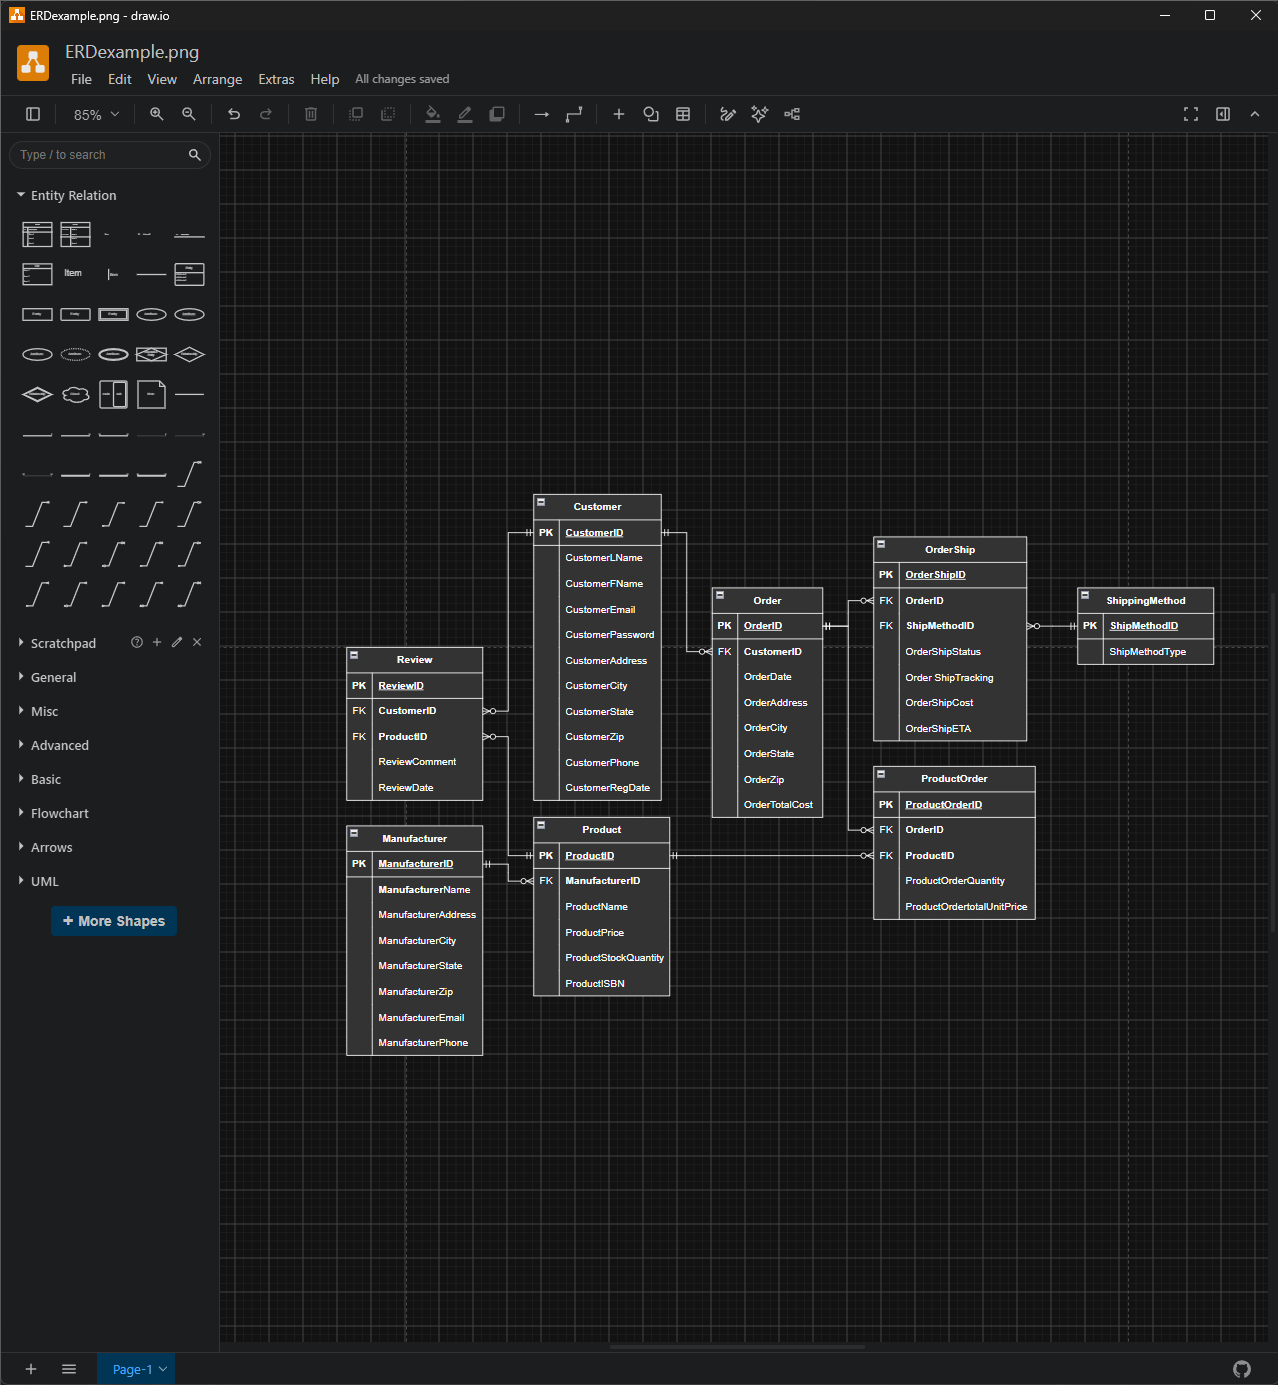 ERDexample.png - draw.io
ERDexample.png
File Edit View Arrange Extras Help All changes saved
85%
Type / to search
Entity Relation
Item
Scratchpad
General
Misc
Advanced
Basic
Flowchart
Arrows
UML
+ More Shapes
Customer
PK CustomerID
CustomerLName
CustomerFName
CustomerEmail
CustomerPassword
CustomerAddress
CustomerCity
CustomerState
CustomerZip
CustomerPhone
CustomerRegDate
OrderShip
PK OrderShipID
FK OrderID
FK ShipMethodID
OrderShipStatus
Order ShipTracking
OrderShipCost
OrderShipETA
Order
PK OrderID
FK CustomerID
OrderDate
OrderAddress
OrderCity
OrderState
OrderZip
OrderTotalCost
ShippingMethod
PK ShipMethodID
ShipMethodType
Review
PK ReviewID
FK CustomerID
FK ProductID
ReviewComment
ReviewDate
ProductOrder
PK ProductOrderID
FK OrderID
FK ProductID
ProductOrderQuantity
ProductOrdertotalUnitPrice
Manufacturer
PK ManufacturerID
ManufacturerName
ManufacturerAddress
ManufacturerCity
ManufacturerState
ManufacturerZip
ManufacturerEmail
ManufacturerPhone
Product
PK ProductID
FK ManufacturerID
ProductName
ProductPrice
ProductStockQuantity
ProductISBN
Page-1